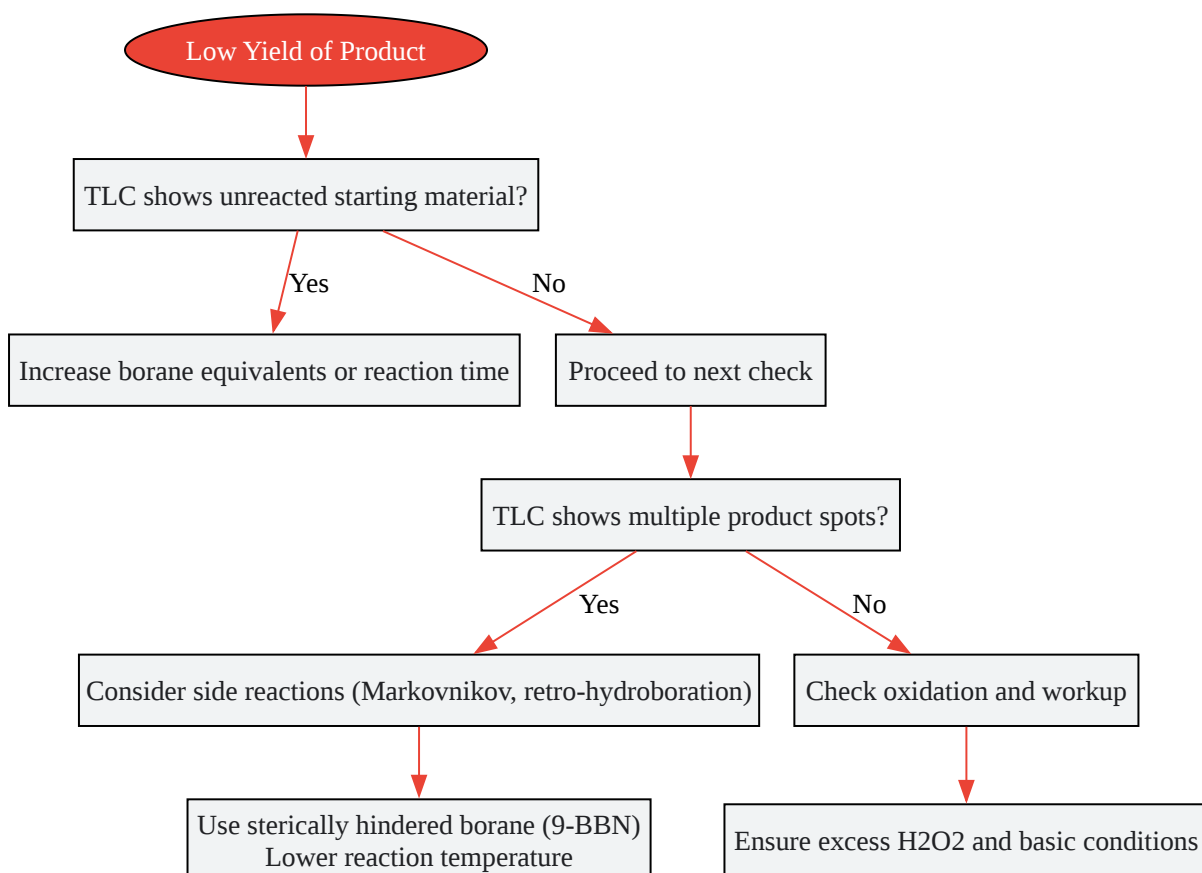 Low Yield of Product
TLC shows unreacted starting material?
Yes
No
Increase borane equivalents or reaction time
Proceed to next check
TLC shows multiple product spots?
Yes
No
Consider side reactions (Markovnikov, retro-hydroboration)
Check oxidation and workup
Use sterically hindered borane (9-BBN)
Lower reaction temperature
Ensure excess H2O2 and basic conditions